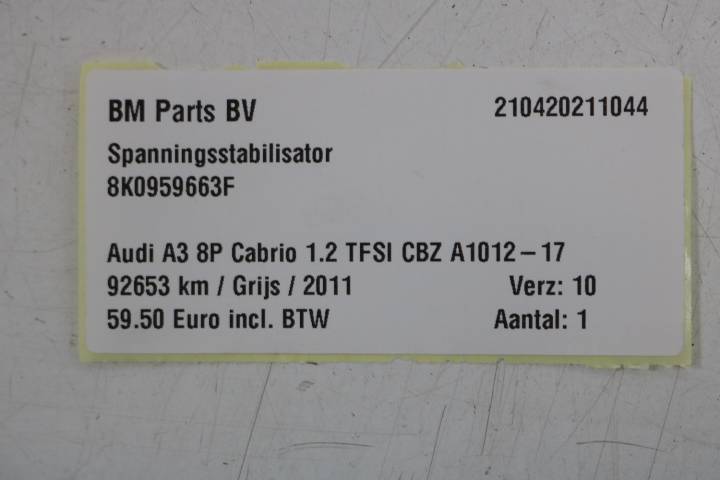 BM Parts BV 210420211044
Spanningsstabilisator
8K0959663F
Audi A3 8P Cabrio 1.2 TFSI CBZ A1012 – 17
92653 km / Grijs / 2011 Verz: 10
59.50 Euro incl. BTW Aantal: 1